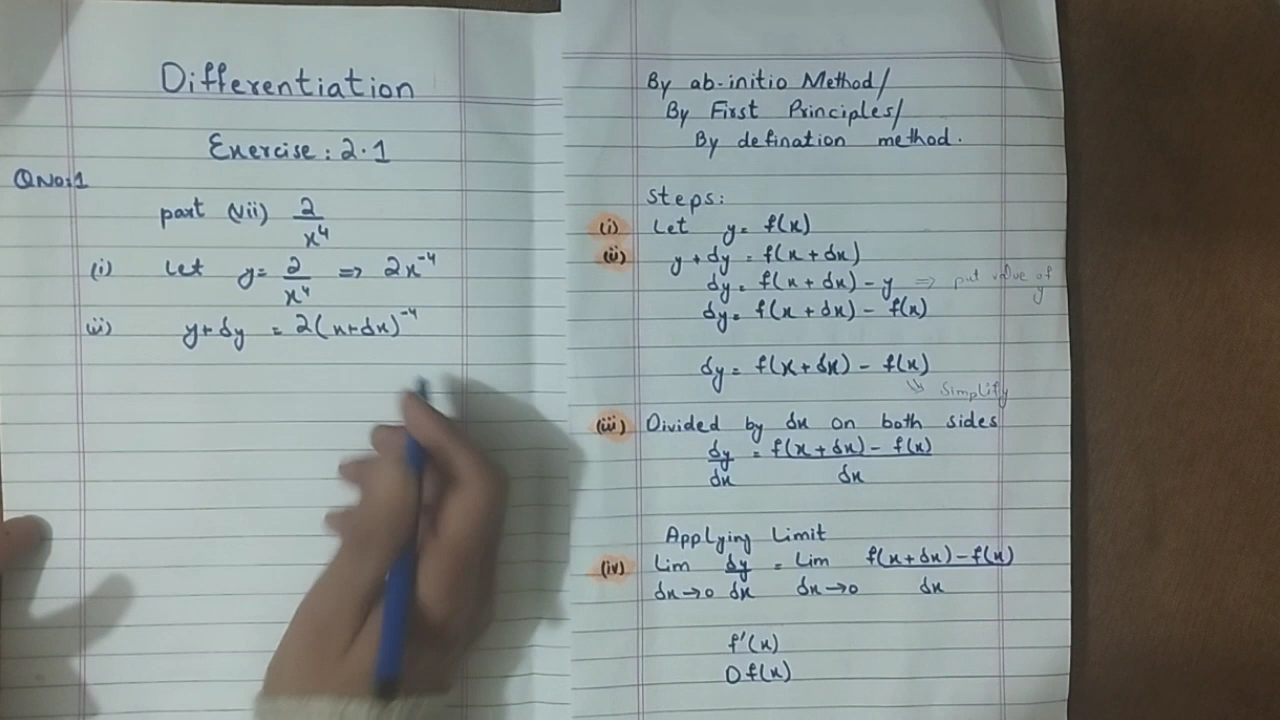 Differentiation
Exercise: 2.1
QNo:1
part (vii) 2/x⁴
(i) Let y = 2/x⁴ ⇒ 2x⁻⁴
(ii) y+δy = 2(x+δx)⁻⁴
By ab-initio Method/
By First Principles/
By defination method.
Steps:
(i) Let y = f(x)
(ii) y + δy = f(x + δx)
δy = f(x + δx) - y ⇒ put value of y
δy = f(x + δx) - f(x)
δy = f(x + δx) - f(x)
⇓ Simplify
(iii) Divided by δx on both sides
δy/δx = f(x + δx) - f(x)/δx
Applying Limit
(iv) Lim δx→0 δy/δx = Lim δx→0 f(x + δx) - f(x)/δx
f'(x)
Df(x)